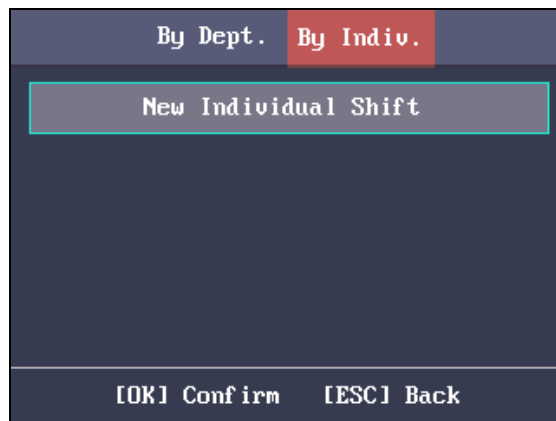 By Dept. By Indiv.
New Individual Shift
[OK] Confirm [ESC] Back